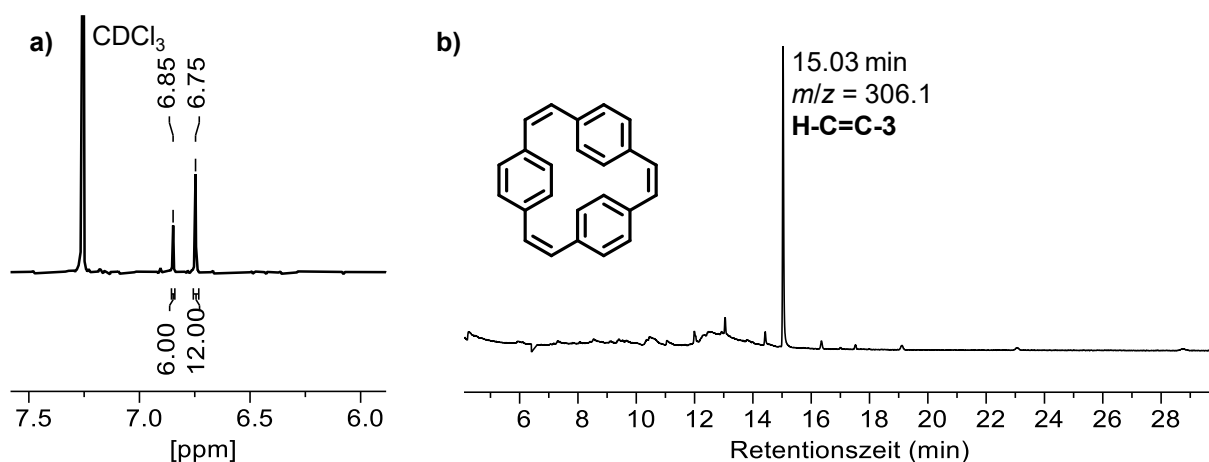 a)
CDCl₃
6.85
6.75
6.00
12.00
7.5 7.0 6.5 6.0
[ppm]
b)
15.03 min
m/z = 306.1
H-C=C-3
6 8 10 12 14 16 18 20 22 24 26 28
Retentionszeit (min)